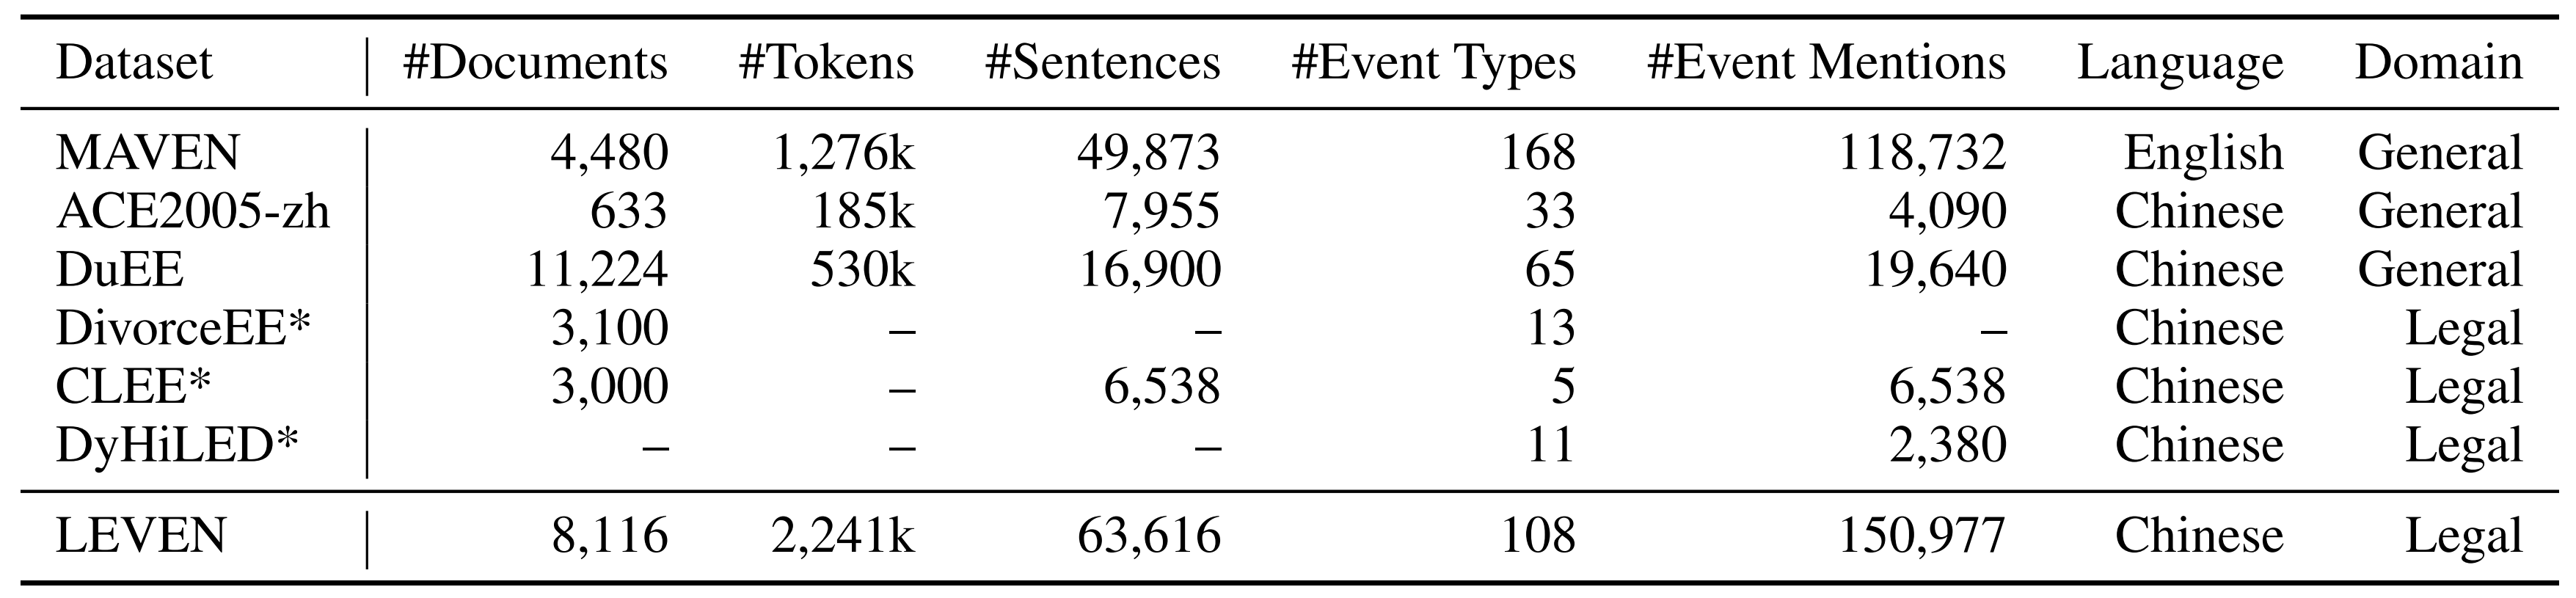 Dataset #Documents #Tokens #Sentences #Event Types #Event Mentions Language Domain
MAVEN 4,480 1,276k 49,873 168 118,732 English General
ACE2005-zh 633 185k 7,955 33 4,090 Chinese General
DuEE 11,224 530k 16,900 65 19,640 Chinese General
DivorceEE* 3,100 – – 13 – Chinese Legal
CLEE* 3,000 – 6,538 5 6,538 Chinese Legal
DyHiLED* – – – 11 2,380 Chinese Legal
LEVEN 8,116 2,241k 63,616 108 150,977 Chinese Legal